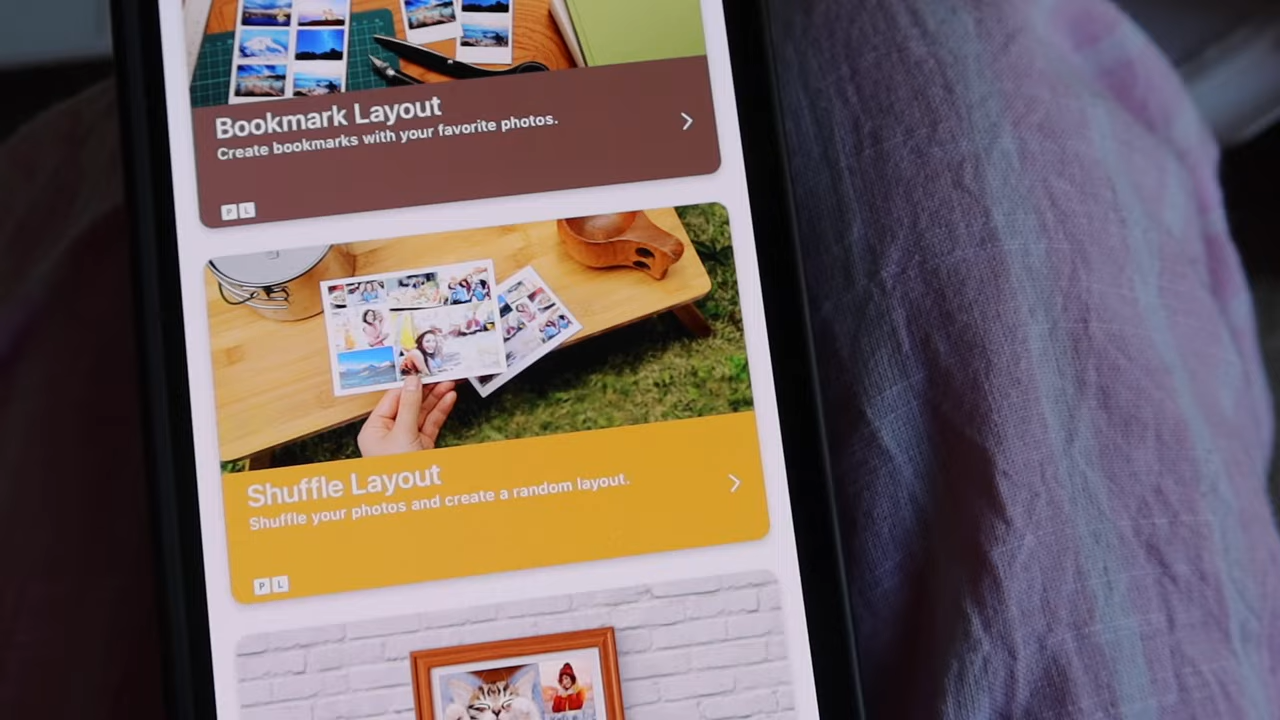 Bookmark Layout
Create bookmarks with your favorite photos.
P L
Shuffle Layout
Shuffle your photos and create a random layout.
P L